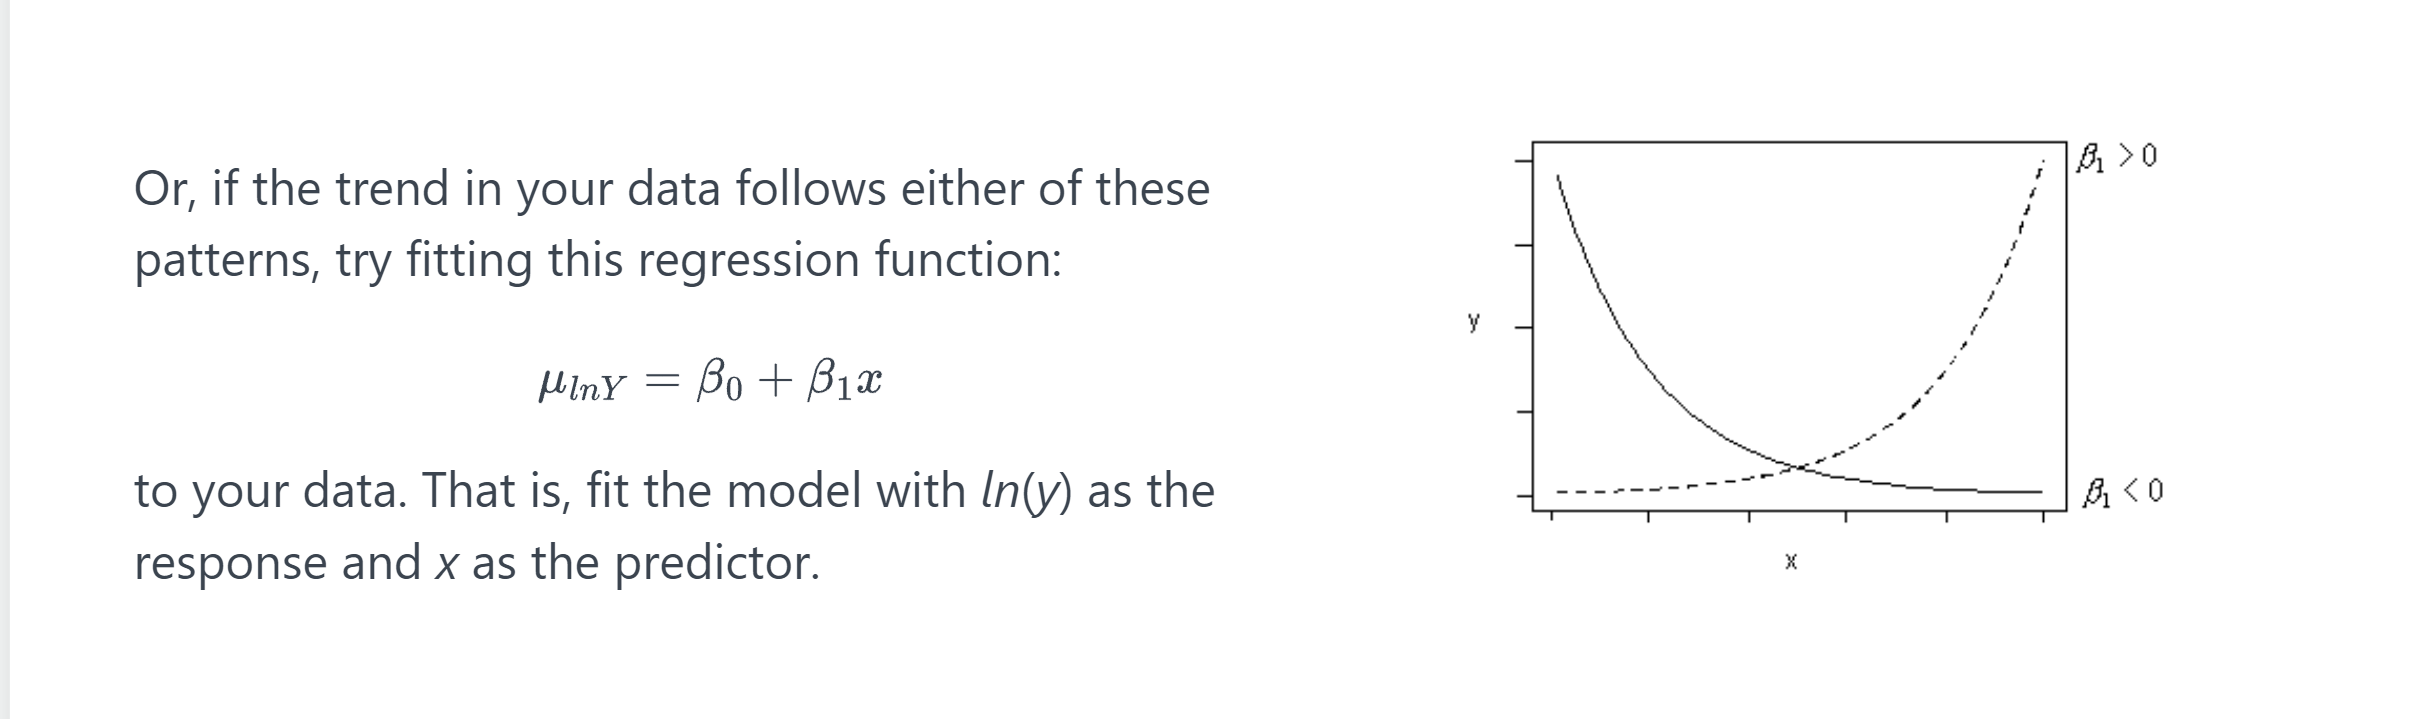 Or, if the trend in your data follows either of these
patterns, try fitting this regression function:
μ_{lnY} = β₀ + β₁x
to your data. That is, fit the model with ln(y) as the
response and x as the predictor.
β₁ > 0
y
β₁ < 0
x